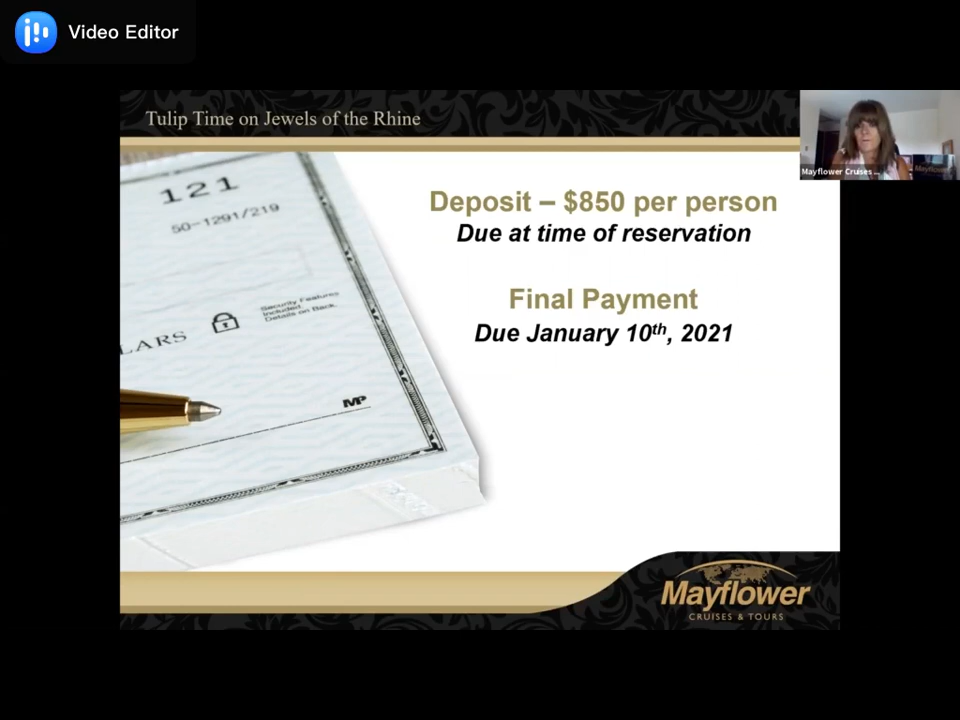 Video Editor
Tulip Time on Jewels of the Rhine
Mayflower Cruises ...
Mayflower
121
50-1291/219
Security Features
Included.
Details on Back.
LARS
MP
Deposit – $850 per person
Due at time of reservation
Final Payment
Due January 10th, 2021
Mayflower
CRUISES & TOURS